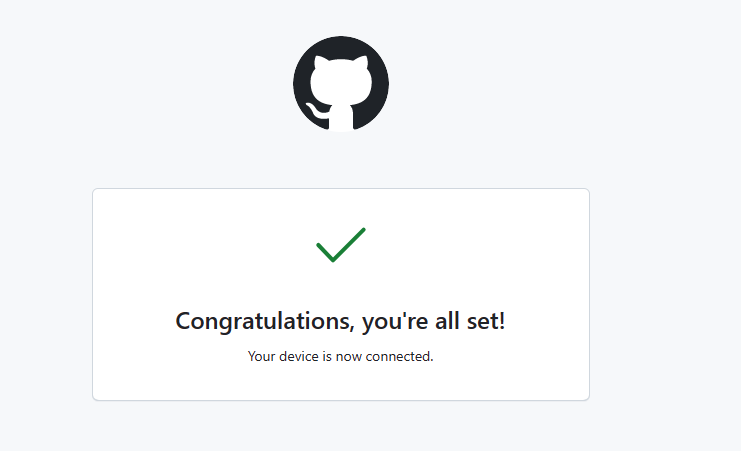 Congratulations, you're all set!
Your device is now connected.